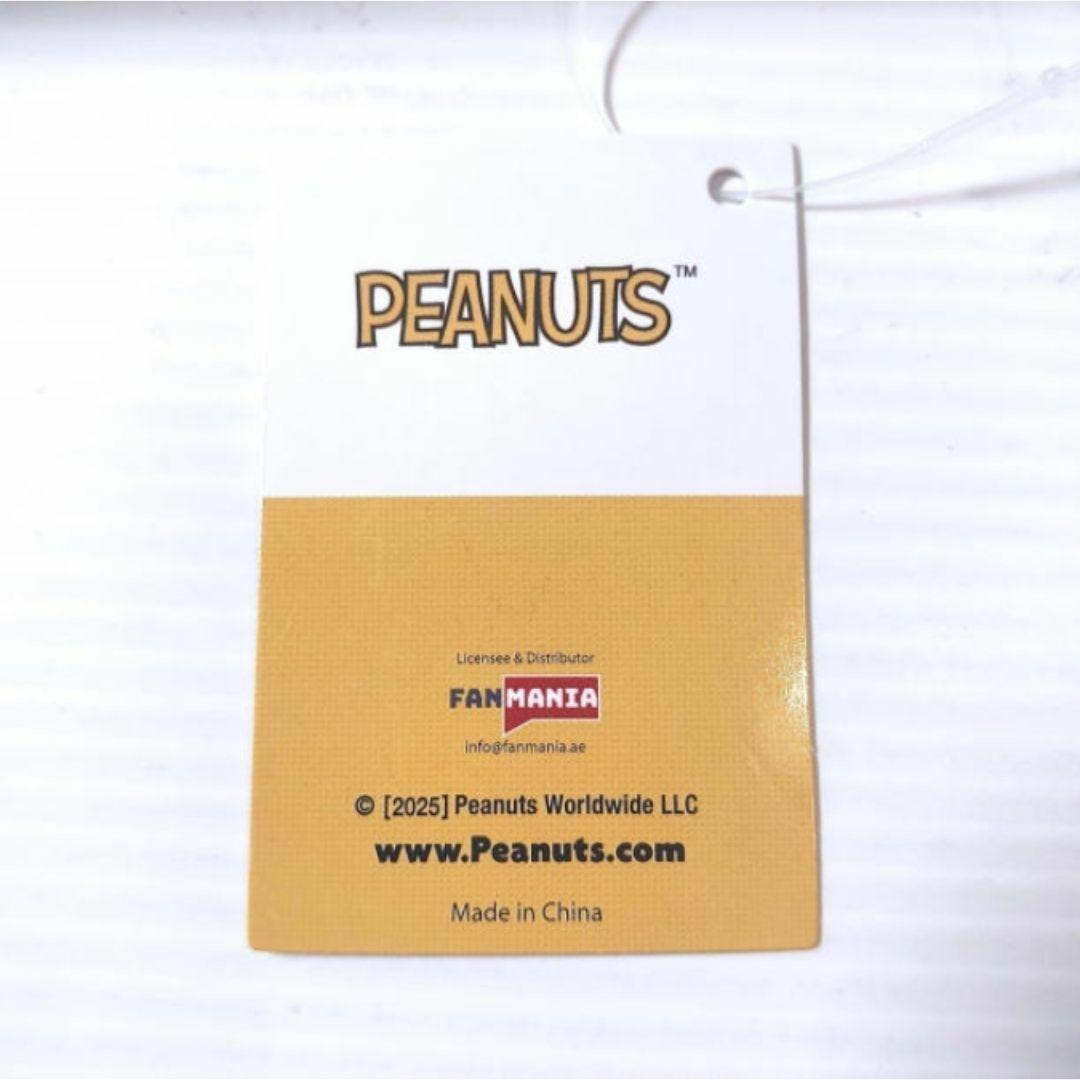 PEANUTS™
Licensee & Distributor
FANMANIA
info@fanmania.ae
© [2025] Peanuts Worldwide LLC
www.Peanuts.com
Made in China